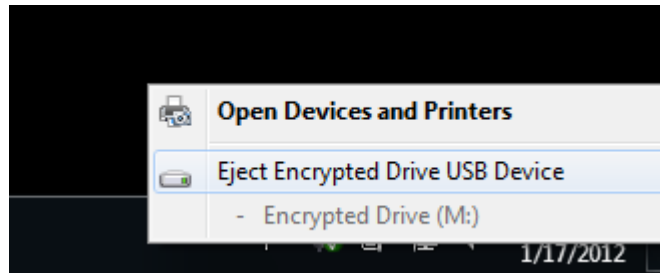 Open Devices and Printers
Eject Encrypted Drive USB Device
- Encrypted Drive (M:)
1/17/2012